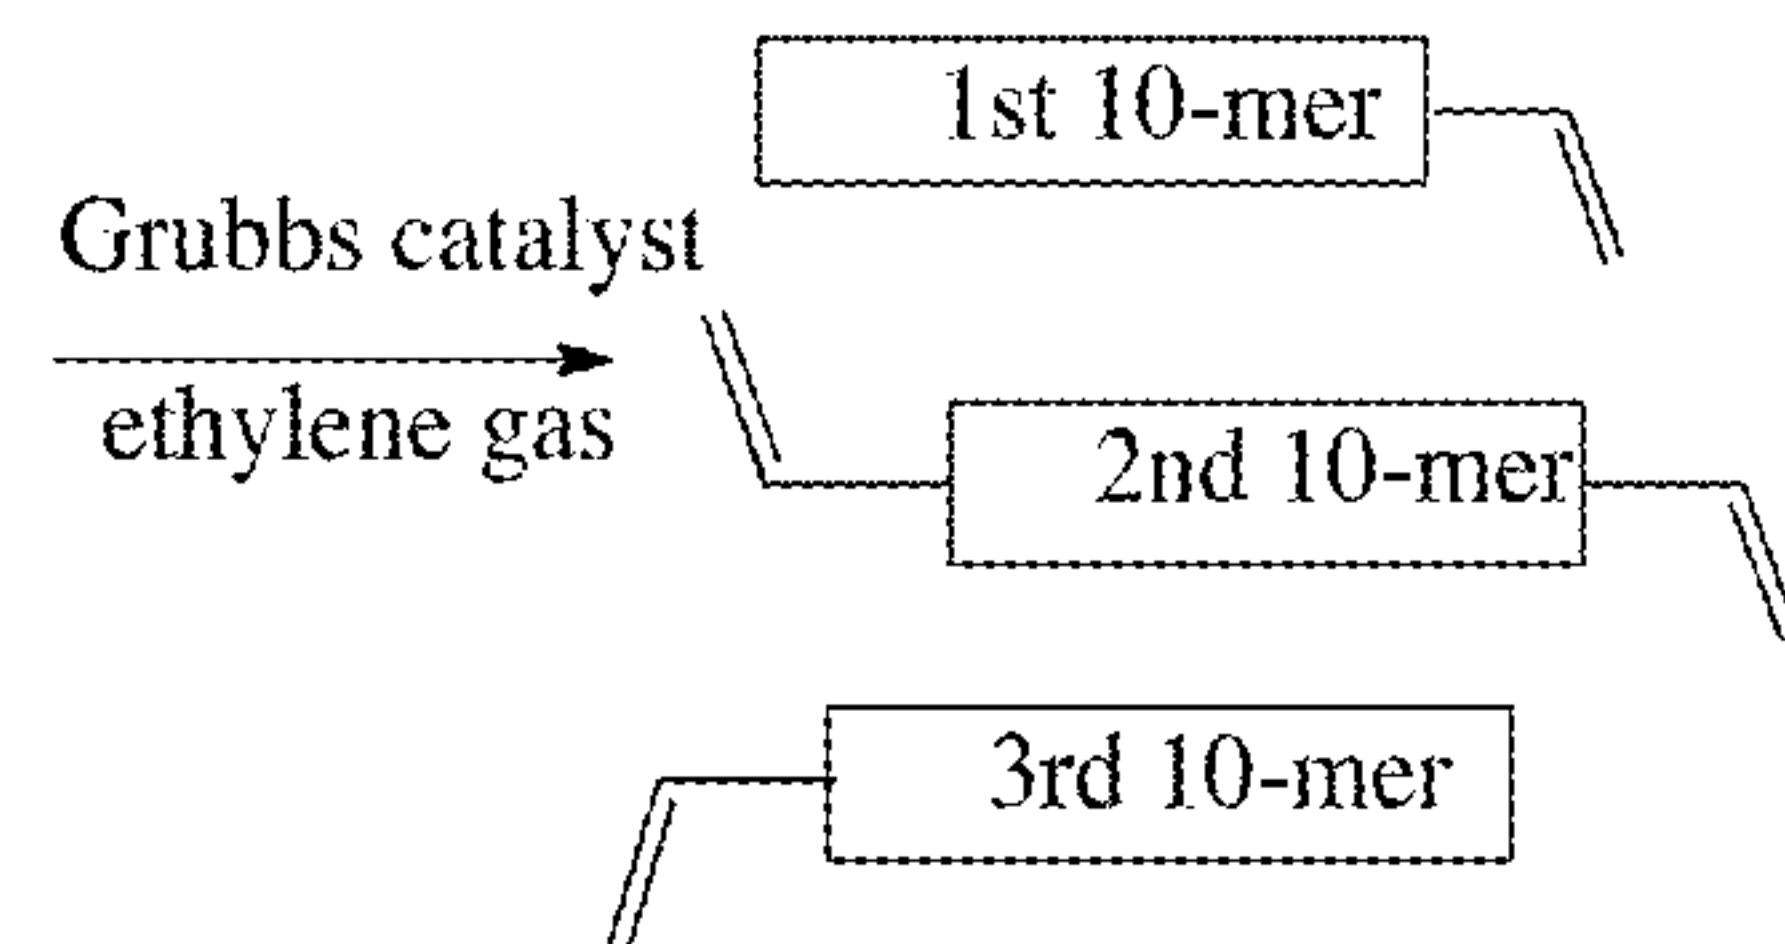 1st 10-mer
Grubbs catalyst
ethylene gas
2nd 10-mer
3rd 10-mer